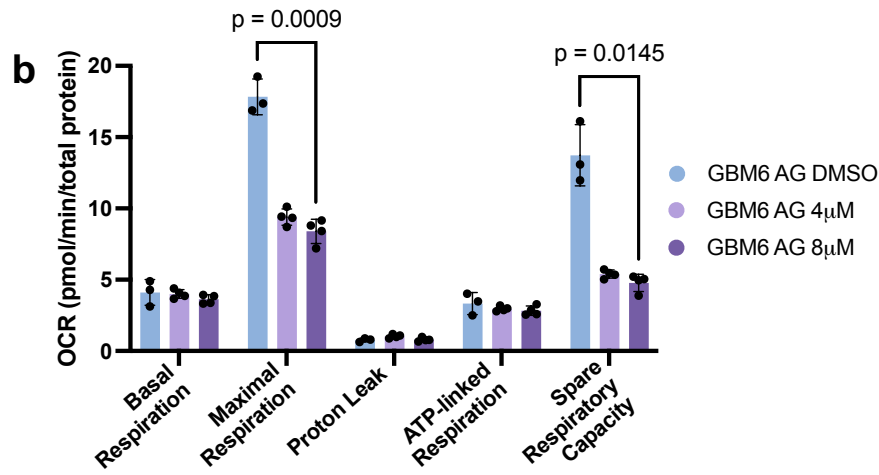 p = 0.0009
p = 0.0145
b
OCR (pmol/min/total protein)
20
15
10
5
0
GBM6 AG DMSO
GBM6 AG 4μM
GBM6 AG 8μM
Basal
Respiration
Maximal
Respiration
Proton Leak
ATP-linked
Respiration
Spare
Respiratory
Capacity